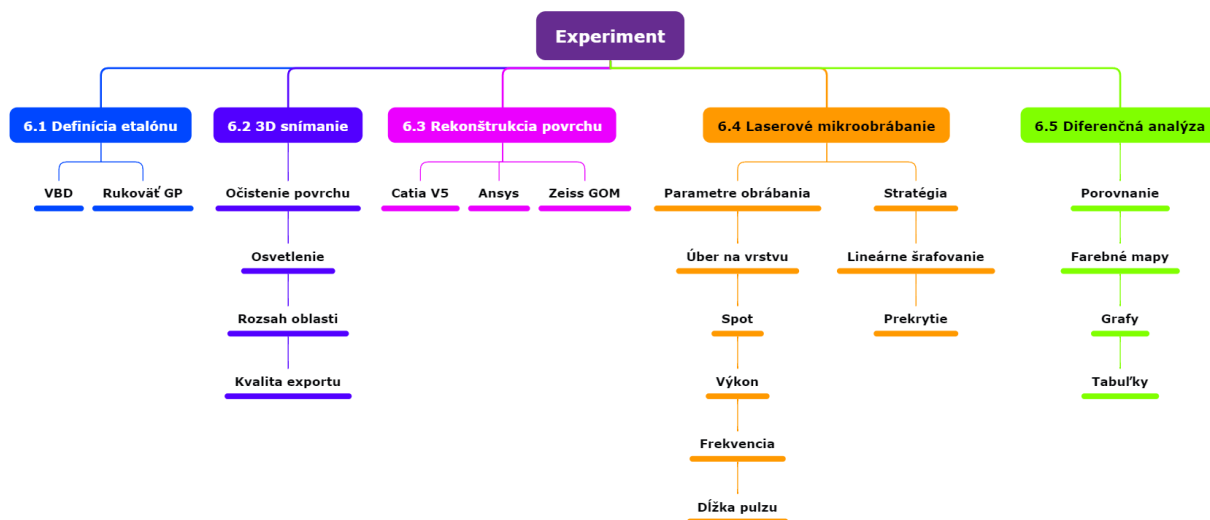 Experiment
6.1 Definícia etalónu
6.2 3D snímanie
6.3 Rekonštrukcia povrchu
6.4 Laserové mikroobrábanie
6.5 Diferenčná analýza
VBD
Rukoväť GP
Očistenie povrchu
Catia V5
Ansys
Zeiss GOM
Parametre obrábania
Stratégia
Porovnanie
Osvetlenie
Úber na vrstvu
Lineárne šrafovanie
Farebné mapy
Rozsah oblasti
Spot
Prekrytie
Grafy
Kvalita exportu
Výkon
Tabuľky
Frekvencia
Dĺžka pulzu